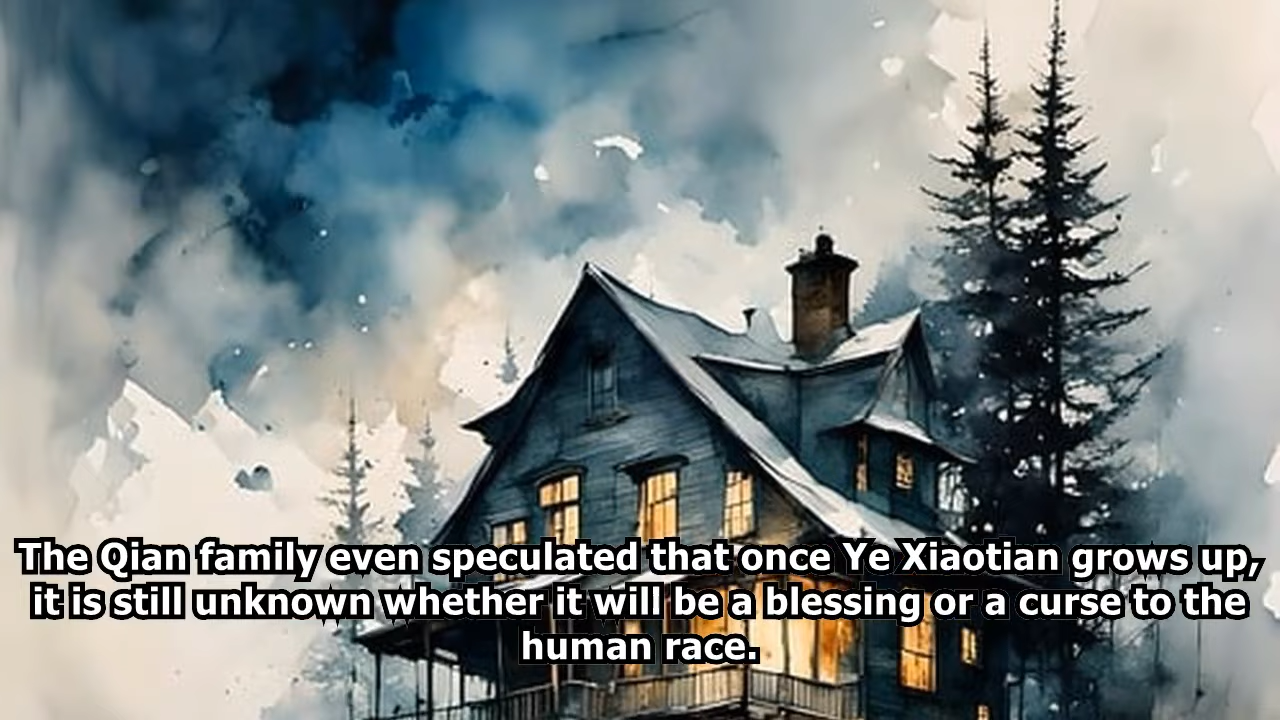 The Qian family even speculated that once Ye Xiaotian grows up,
it is still unknown whether it will be a blessing or a curse to the
human race.